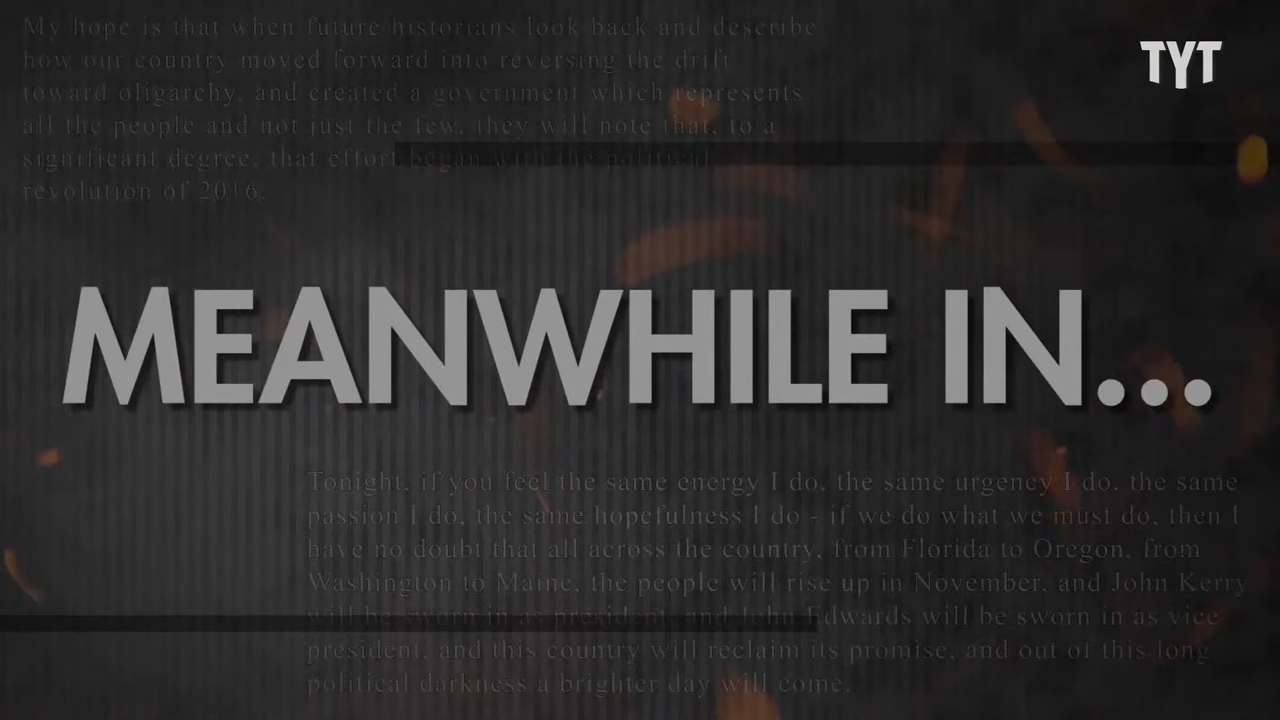 My hope is that when future historians look back and describe
TYT
how our country moved forward into reversing the drift
toward oligarchy, and created a government which represents
all the people and not just the few, they will note that, to a
significant degree, that effort began with the political
revolution of 2016.
MEANWHILE IN...
Tonight, if you feel the same energy I do, the same urgency I do, the same
passion I do, the same hopefulness I do - if we do what we must do, then I
have no doubt that all across the country, from Florida to Oregon, from
Washington to Maine, the people will rise up in November, and John Kerry
will be sworn in as president, and John Edwards will be sworn in as vice
president, and this country will reclaim its promise, and out of this long
political darkness a brighter day will come.